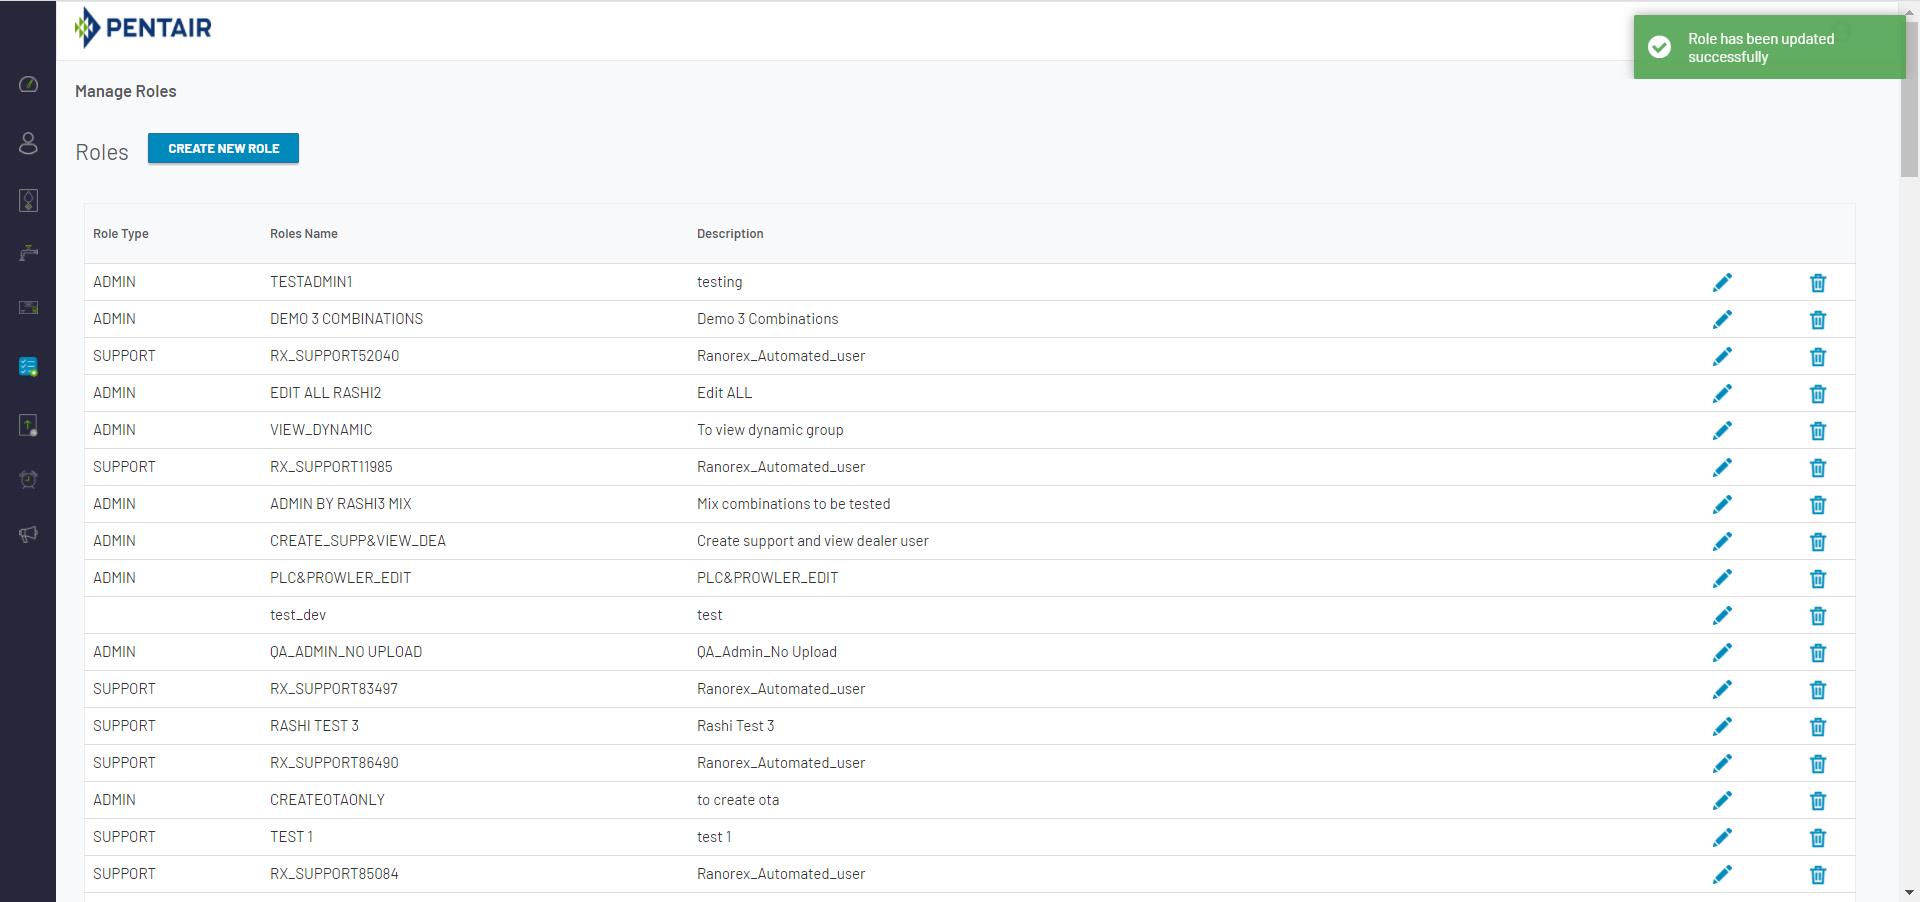 PENTAIR
Role has been updated
successfully
Manage Roles
Roles
CREATE NEW ROLE
Role Type Roles Name Description
ADMIN TESTADMIN1 testing
ADMIN DEMO 3 COMBINATIONS Demo 3 Combinations
SUPPORT RX_SUPPORT52040 Ranorex_Automated_user
ADMIN EDIT ALL RASHI2 Edit ALL
ADMIN VIEW_DYNAMIC To view dynamic group
SUPPORT RX_SUPPORT11985 Ranorex_Automated_user
ADMIN ADMIN BY RASHI3 MIX Mix combinations to be tested
ADMIN CREATE_SUPP&VIEW_DEA Create support and view dealer user
ADMIN PLC&PROWLER_EDIT PLC&PROWLER_EDIT
test_dev test
ADMIN QA_ADMIN_NO UPLOAD QA_Admin_No Upload
SUPPORT RX_SUPPORT83497 Ranorex_Automated_user
SUPPORT RASHI TEST 3 Rashi Test 3
SUPPORT RX_SUPPORT86490 Ranorex_Automated_user
ADMIN CREATEOTAONLY to create ota
SUPPORT TEST 1 test 1
SUPPORT RX_SUPPORT85084 Ranorex_Automated_user